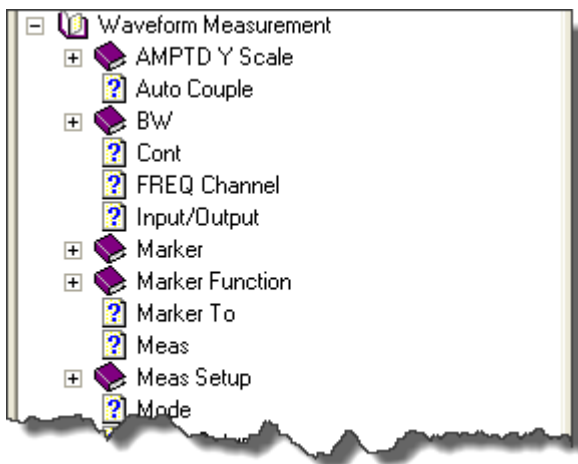 Waveform Measurement
AMPTD Y Scale
Auto Couple
BW
Cont
FREQ Channel
Input/Output
Marker
Marker Function
Marker To
Meas
Meas Setup
Mode